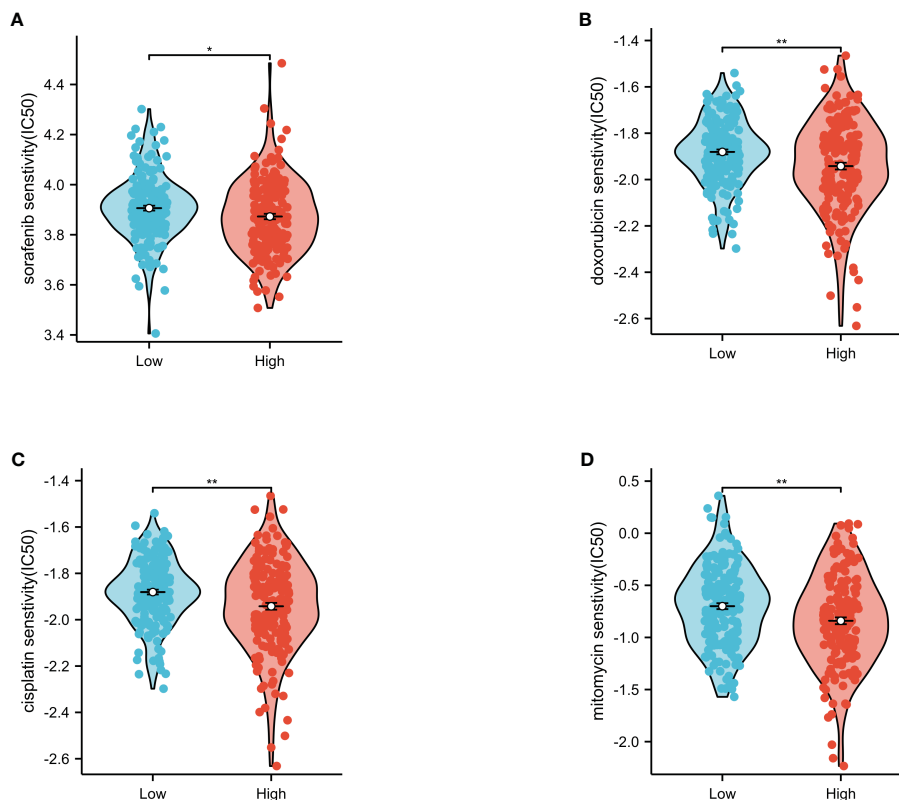 A
sorafenib senstivity(IC50)
4.4
4.2
4.0
3.8
3.6
3.4
*
Low
High
B
doxorubicin senstivity(IC50)
-1.4
-1.6
-1.8
-2.0
-2.2
-2.4
-2.6
**
Low
High
C
cisplatin senstivity(IC50)
-1.4
-1.6
-1.8
-2.0
-2.2
-2.4
-2.6
**
Low
High
D
mitomycin senstivity(IC50)
0.5
0.0
-0.5
-1.0
-1.5
-2.0
**
Low
High